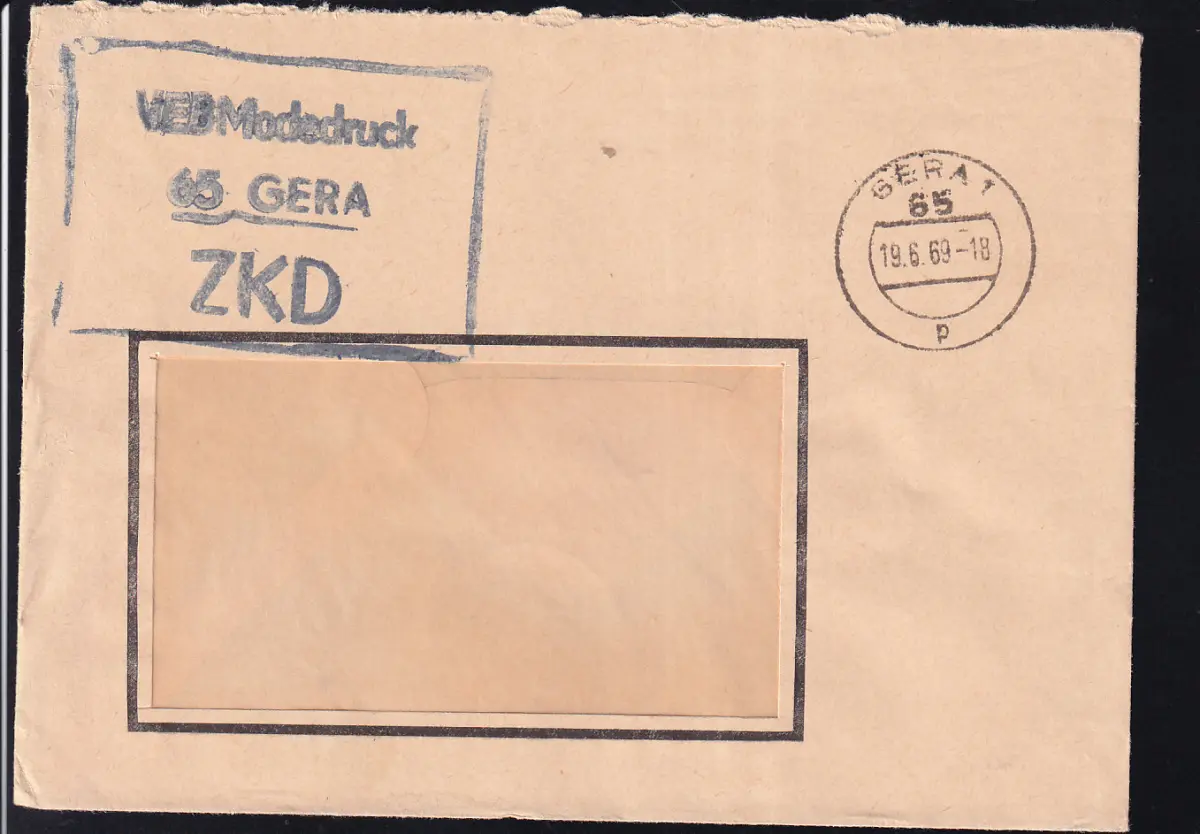 VEB Modedruck
65 GERA
ZKD
GERA 1
65
19.6.69-18
p